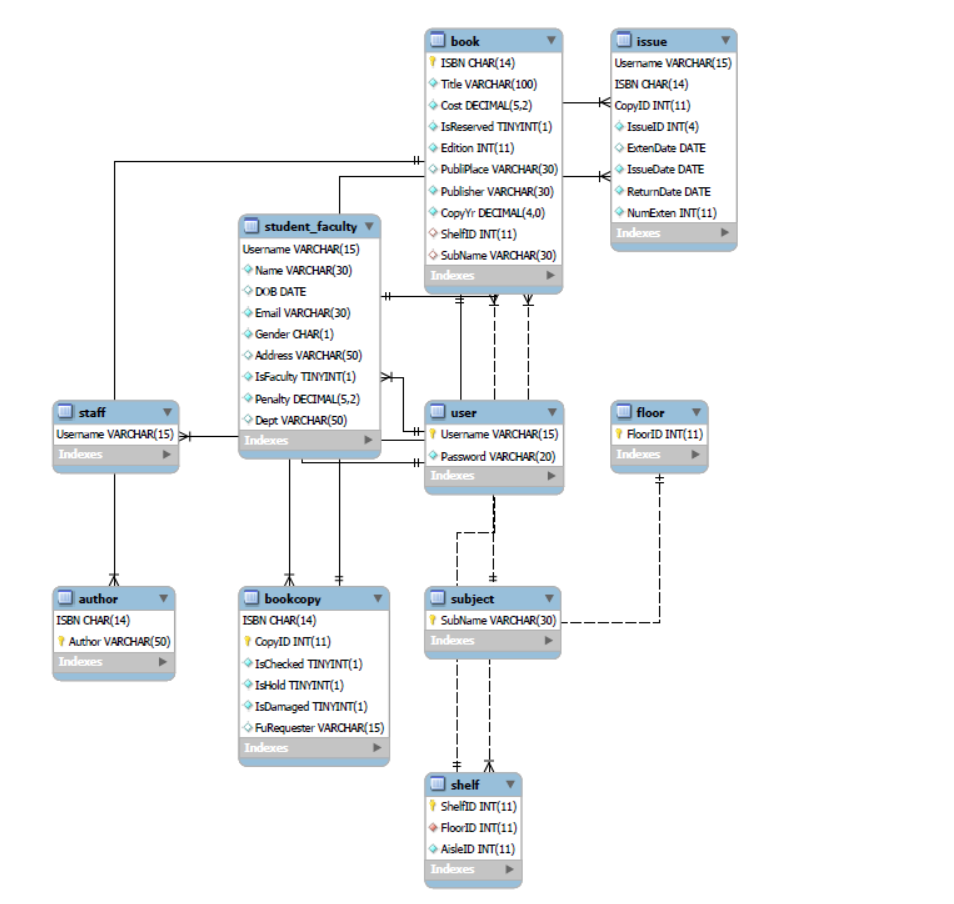 book
ISBN CHAR(14)
Title VARCHAR(100)
Cost DECIMAL(5,2)
IsReserved TINYINT(1)
Edition INT(11)
PubliPlace VARCHAR(30)
Publisher VARCHAR(30)
CopyYr DECIMAL(4,0)
ShelfID INT(11)
SubName VARCHAR(30)
Indexes
issue
Username VARCHAR(15)
ISBN CHAR(14)
CopyID INT(11)
IssueID INT(4)
ExtenDate DATE
IssueDate DATE
ReturnDate DATE
NumExten INT(11)
Indexes
student_faculty
Username VARCHAR(15)
Name VARCHAR(30)
DOB DATE
Email VARCHAR(30)
Gender CHAR(1)
Address VARCHAR(50)
IsFaculty TINYINT(1)
Penalty DECIMAL(5,2)
Dept VARCHAR(50)
Indexes
staff
Username VARCHAR(15)
Indexes
user
Username VARCHAR(15)
Password VARCHAR(20)
Indexes
floor
FloorID INT(11)
Indexes
author
ISBN CHAR(14)
Author VARCHAR(50)
Indexes
bookcopy
ISBN CHAR(14)
CopyID INT(11)
IsChecked TINYINT(1)
IsHold TINYINT(1)
IsDamaged TINYINT(1)
FuRequester VARCHAR(15)
Indexes
subject
SubName VARCHAR(30)
Indexes
shelf
ShelfID INT(11)
FloorID INT(11)
AisleID INT(11)
Indexes